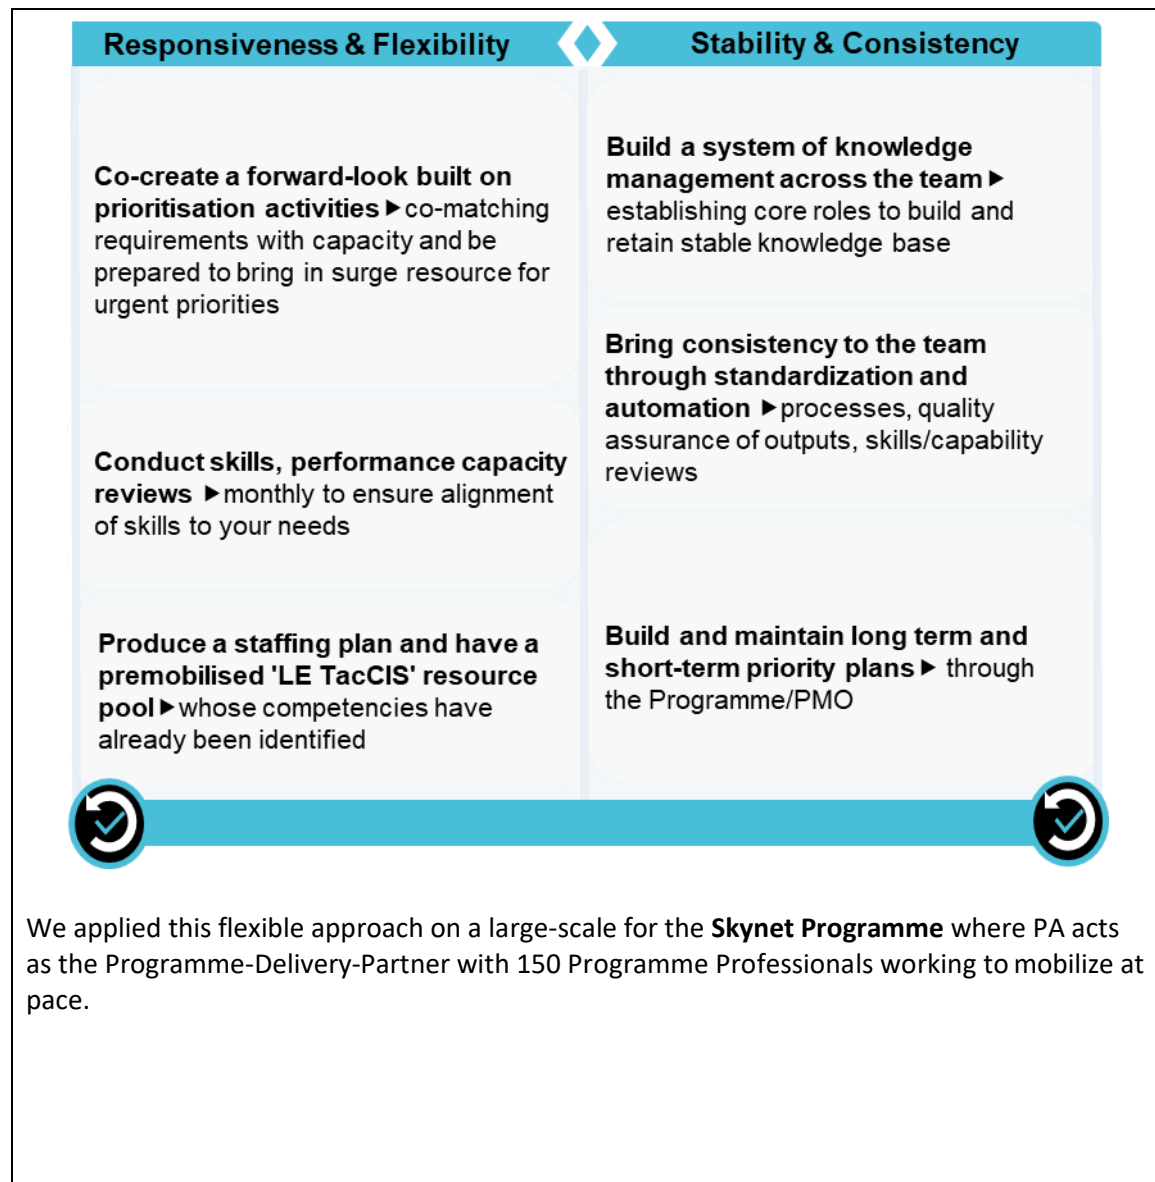 Responsiveness & Flexibility
Stability & Consistency
Co-create a forward-look built on
prioritisation activities ▶ co-matching
requirements with capacity and be
prepared to bring in surge resource for
urgent priorities
Conduct skills, performance capacity
reviews ▶ monthly to ensure alignment
of skills to your needs
Produce a staffing plan and have a
premobilised 'LE TacCIS' resource
pool ▶ whose competencies have
already been identified
Build a system of knowledge
management across the team ▶
establishing core roles to build and
retain stable knowledge base
Bring consistency to the team
through standardization and
automation ▶ processes, quality
assurance of outputs, skills/capability
reviews
Build and maintain long term and
short-term priority plans ▶ through
the Programme/PMO
We applied this flexible approach on a large-scale for the Skynet Programme where PA acts
as the Programme-Delivery-Partner with 150 Programme Professionals working to mobilize at
pace.